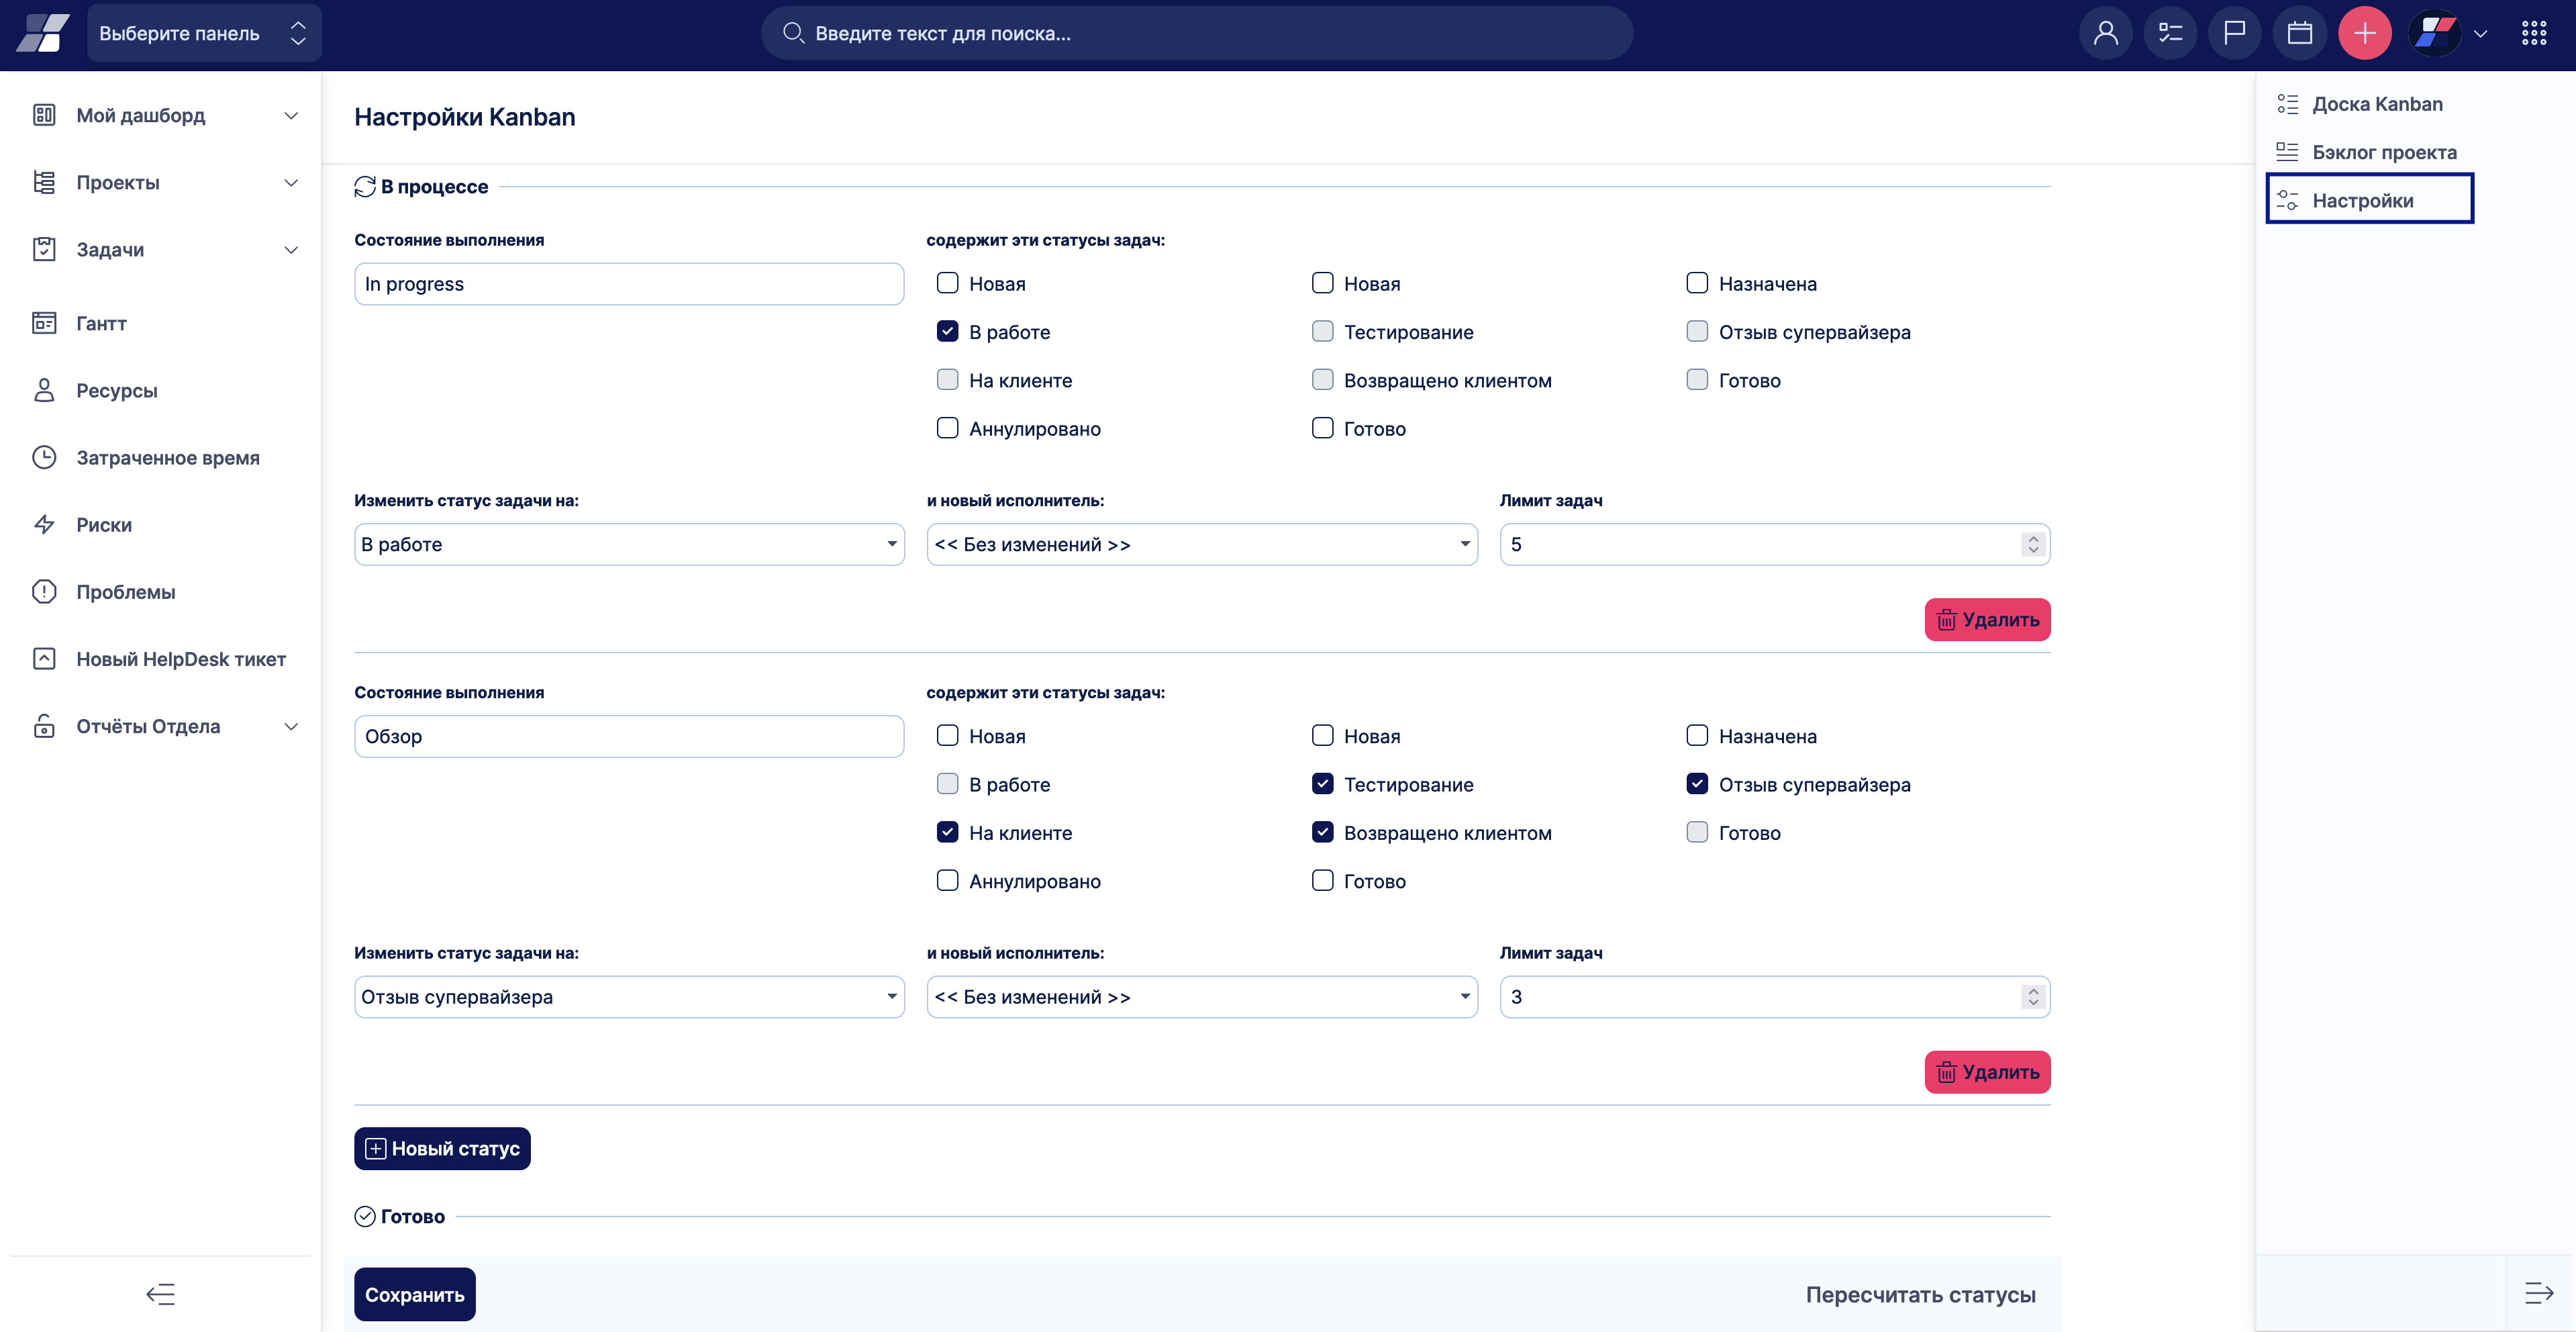 Выберите панель
Введите текст для поиска...
Мой дашборд
Проекты
Задачи
Гантт
Ресурсы
Затраченное время
Риски
Проблемы
Новый HelpDesk тикет
Отчёты Отдела
Настройки Kanban
В процессе
Состояние выполнения
содержит эти статусы задач:
In progress
Новая Новая Назначена
В работе Тестирование Отзыв супервайзера
На клиенте Возвращено клиентом Готово
Аннулировано Готово
Изменить статус задачи на: и новый исполнитель: Лимит задач
В работе << Без изменений >> 5
Удалить
Состояние выполнения
содержит эти статусы задач:
Обзор
Новая Новая Назначена
В работе Тестирование Отзыв супервайзера
На клиенте Возвращено клиентом Готово
Аннулировано Готово
Изменить статус задачи на: и новый исполнитель: Лимит задач
Отзыв супервайзера << Без изменений >> 3
Удалить
Новый статус
Готово
Сохранить
Пересчитать статусы
Доска Kanban
Бэклог проекта
Настройки